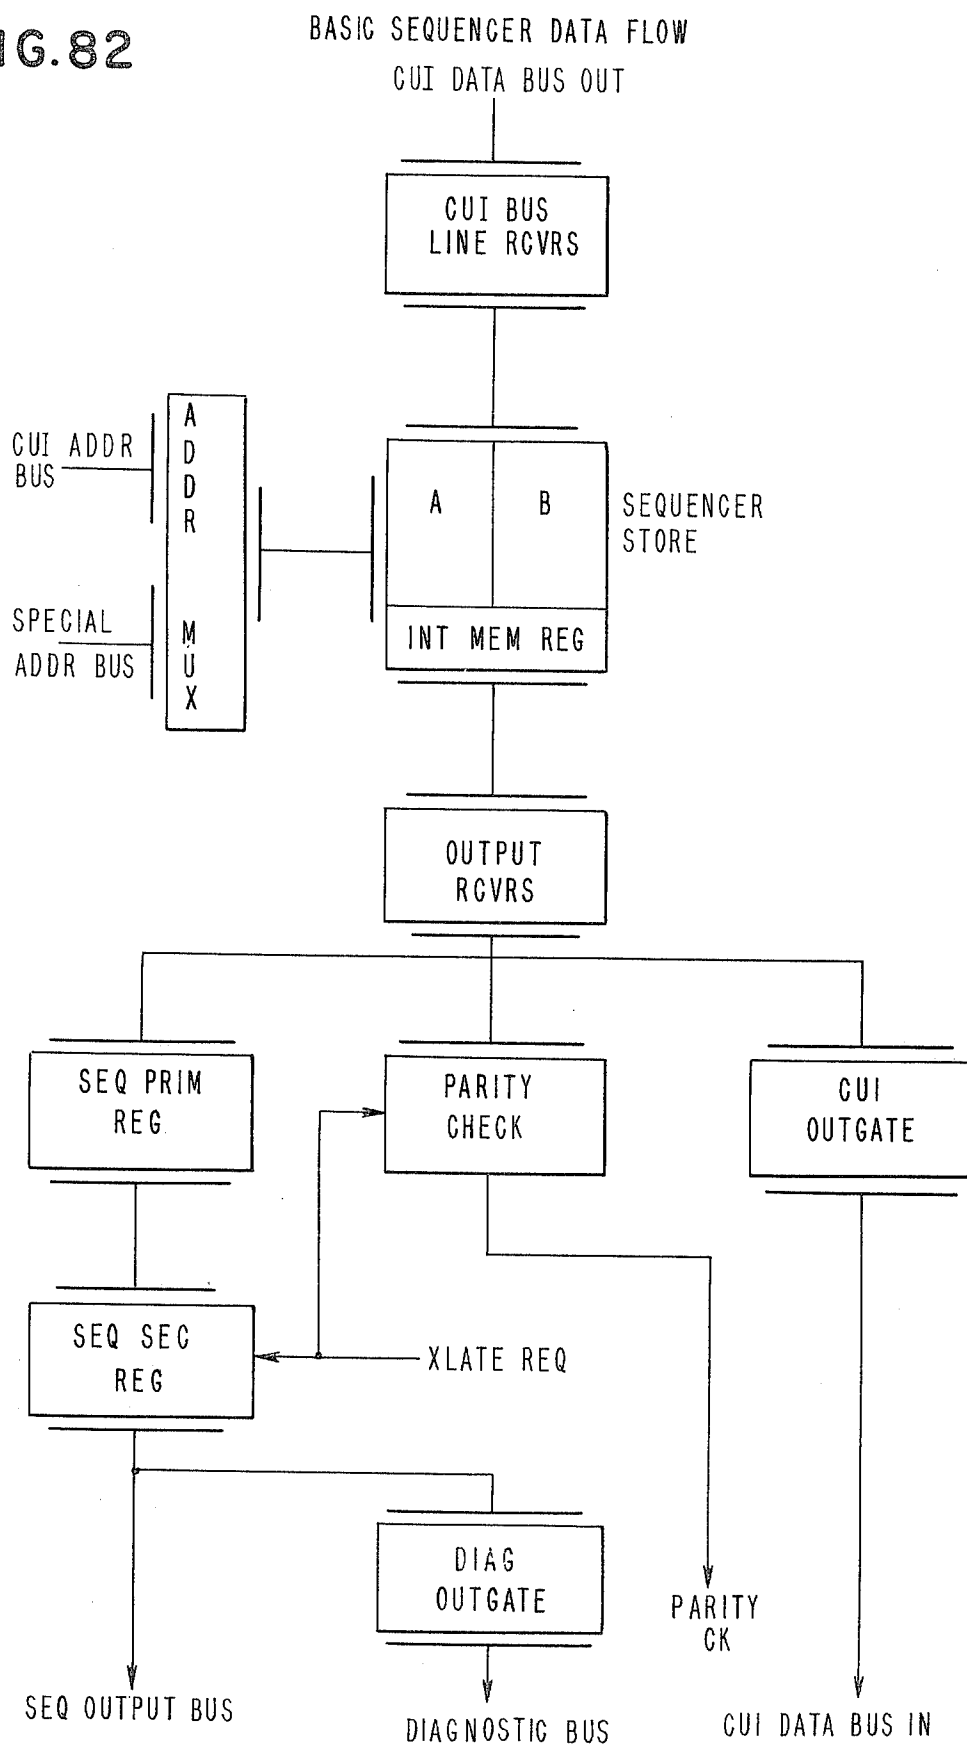 IG.82
BASIC SEQUENCER DATA FLOW
CUI DATA BUS OUT
CUI BUS
LINE RCVRS
CUI ADDR
BUS
SPECIAL
ADDR BUS
ADDR
MUX
A B
INT MEM REG
SEQUENCER
STORE
OUTPUT
RCVRS
SEQ PRIM
REG
PARITY
CHECK
CUI
OUTGATE
SEQ SEC
REG
XLATE REQ
DIAG
OUTGATE
PARITY
CK
SEQ OUTPUT BUS
DIAGNOSTIC BUS
CUI DATA BUS IN